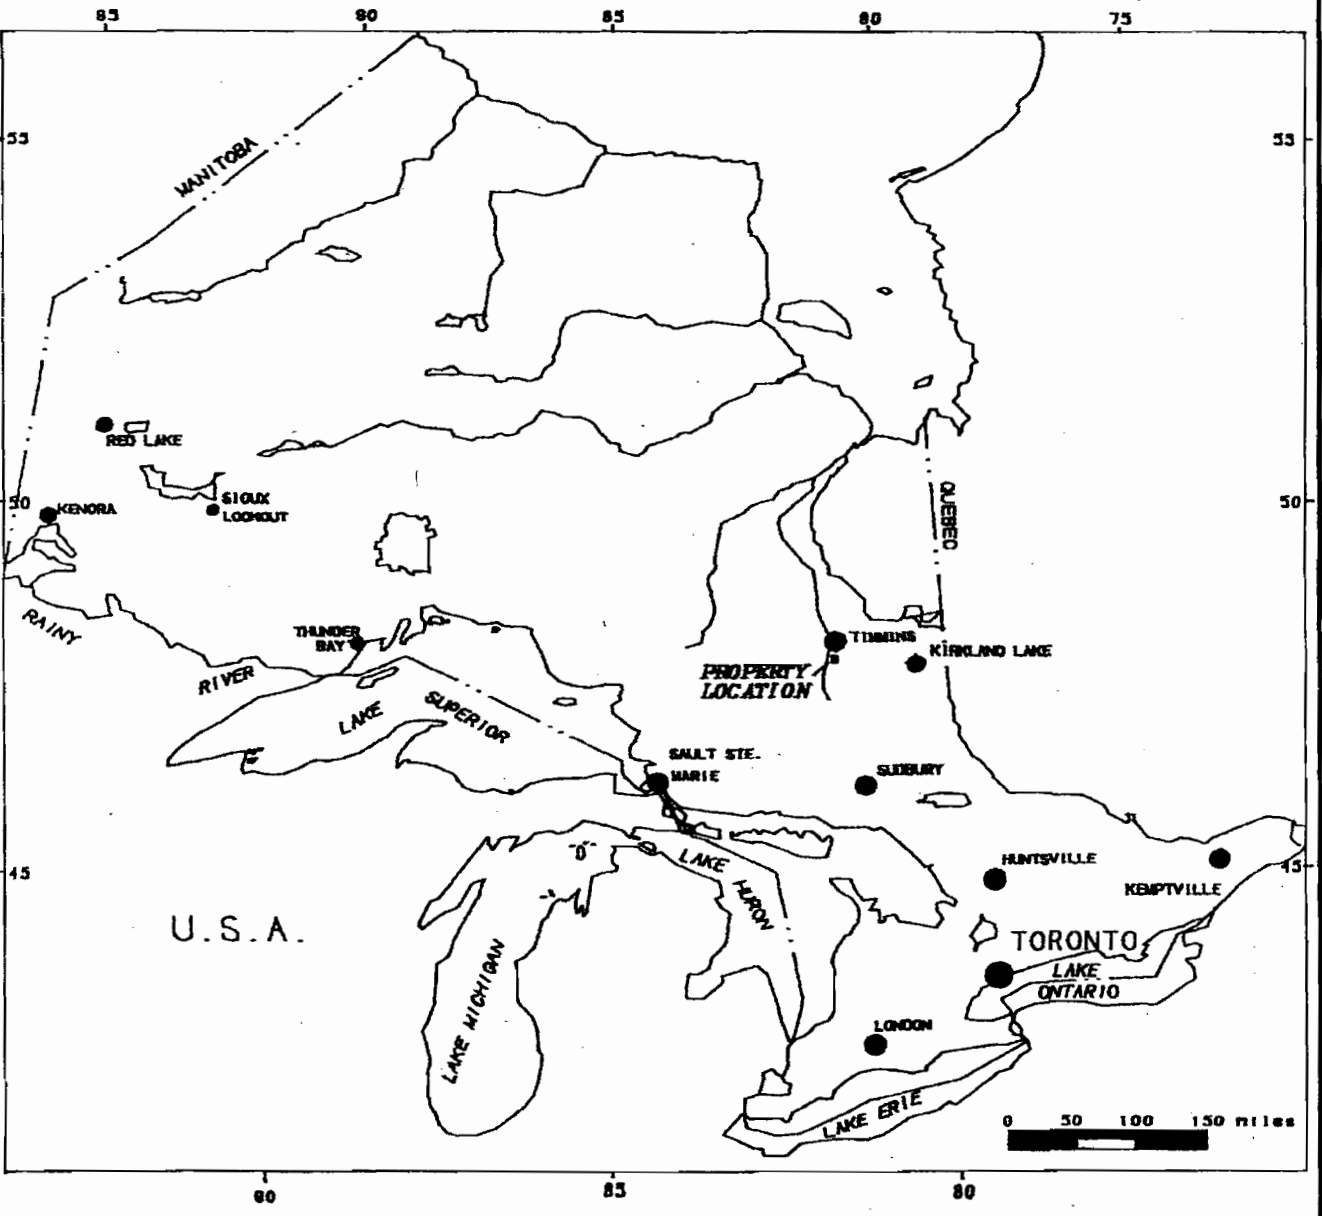 85 80 85 80 75
53 53
MANITOBA
RED LAKE
50 50
KENORA
SIOUX
LOOKOUT
QUEBEC
RAINY
RIVER
THUNDER
BAY
TIMMINS
KIRKLAND LAKE
PROPERTY
LOCATION
LAKE
SUPERIOR
SAULT STE.
MARIE
SUDBURY
LAKE
HURON
HUNTSVILLE
45 45
KEMPTVILLE
U.S.A.
TORONTO
LAKE
ONTARIO
LAKE MICHIGAN
LONDON
LAKE ERIE
0 50 100 150 miles
90 85 80